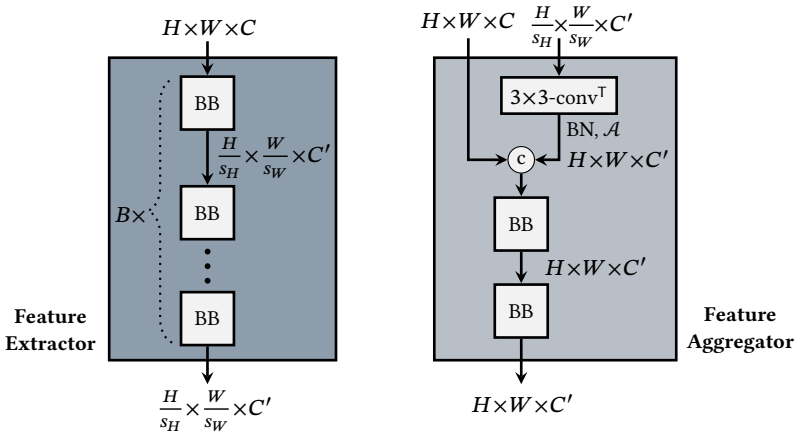 H×W×C
BB
H/s_H × W/s_W × C′
B×
BB
BB
Feature
Extractor
H/s_H × W/s_W × C′
H×W×C
H/s_H × W/s_W × C′
3×3-conv⊤
BN, 𝒜
c
H×W×C′
BB
H×W×C′
BB
Feature
Aggregator
H×W×C′